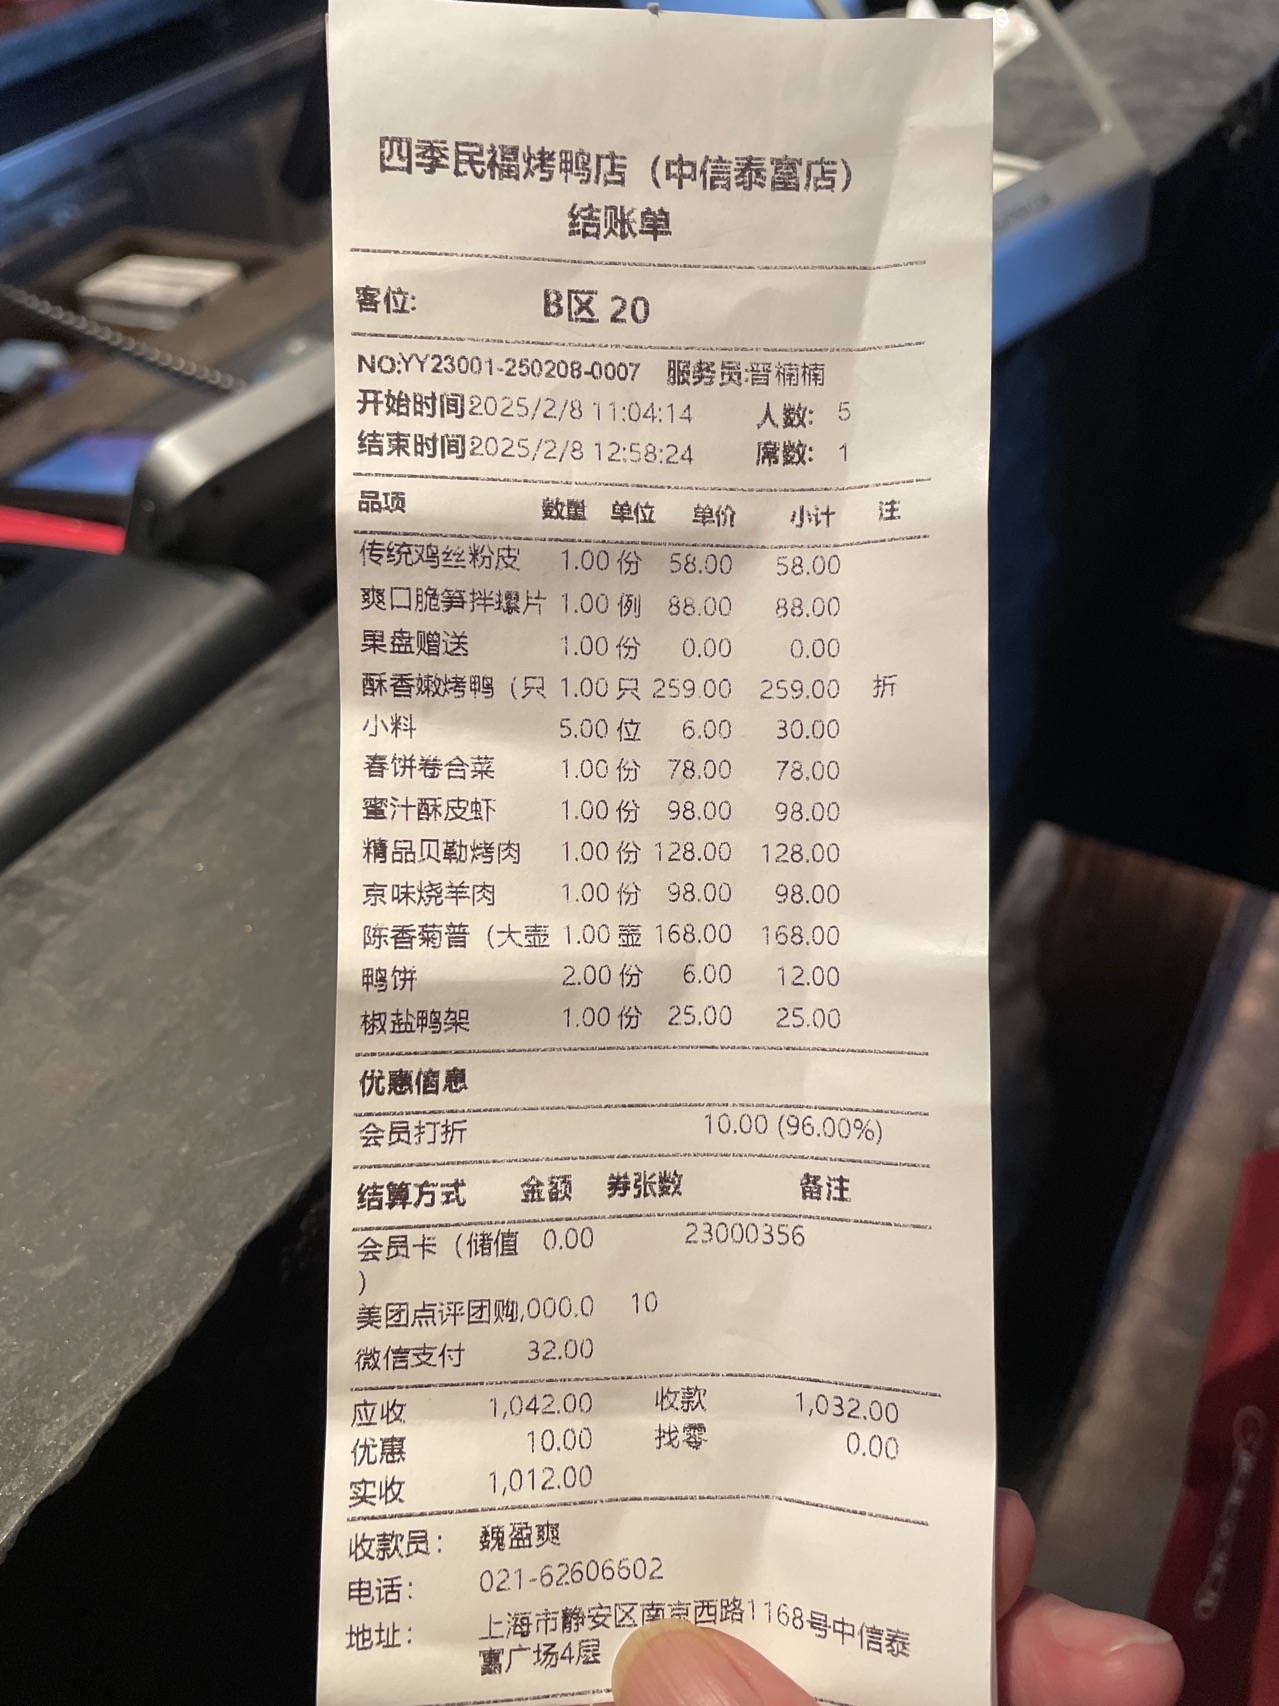 四季民福烤鸭店（中信泰富店）
结账单
客位: B区 20
NO:YY23001-250208-0007 服务员:晋楠楠
开始时间2025/2/8 11:04:14 人数: 5
结束时间2025/2/8 12:58:24 席数: 1
品项 数量 单位 单价 小计 注
传统鸡丝粉皮 1.00 份 58.00 58.00
爽口脆笋拌螺片 1.00 例 88.00 88.00
果盘赠送 1.00 份 0.00 0.00
酥香嫩烤鸭（只 1.00 只 259.00 259.00 折
小料 5.00 位 6.00 30.00
春饼卷合菜 1.00 份 78.00 78.00
蜜汁酥皮虾 1.00 份 98.00 98.00
精品贝勒烤肉 1.00 份 128.00 128.00
京味烧羊肉 1.00 份 98.00 98.00
陈香菊普（大壶 1.00 壶 168.00 168.00
鸭饼 2.00 份 6.00 12.00
椒盐鸭架 1.00 份 25.00 25.00
优惠信息
会员打折 10.00 (96.00%)
结算方式 金额 券张数 备注
会员卡（储值 0.00 23000356
）
美团点评团购,000.0 10
微信支付 32.00
应收 1,042.00 收款 1,032.00
优惠 10.00 找零 0.00
实收 1,012.00
收款员: 魏盈爽
电话: 021-62606602
地址: 上海市静安区南京西路1168号中信泰
富广场4层